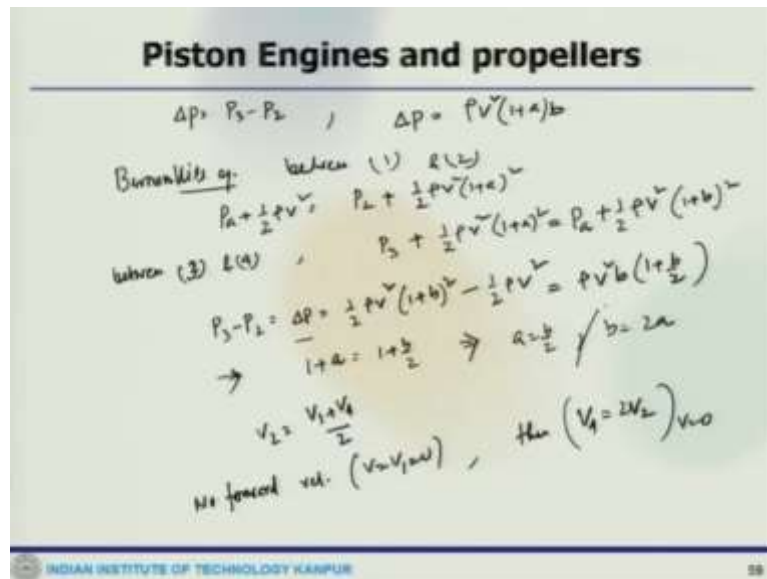 Piston Engines and propellers
Δp = P₃ - P₂ , Δp = ρv²(1+a)b
Bernoulli's eq. between (1) & (2)
Pa + ½ρv² = P₂ + ½ρv²(1+a)²
between (3) & (4) , P₃ + ½ρv²(1+a)² = Pa + ½ρv²(1+b)²
P₃-P₂ = Δp = ½ρv²(1+b)² - ½ρv² = ρv²b(1+b/2)
→ 1+a = 1+b/2 ⇒ a=b/2 / b=2a
V₂ = V₁+V₄/2
No forward vel. (V=V₁=0) , then (V₄=2V₂)V=0
INDIAN INSTITUTE OF TECHNOLOGY KANPUR